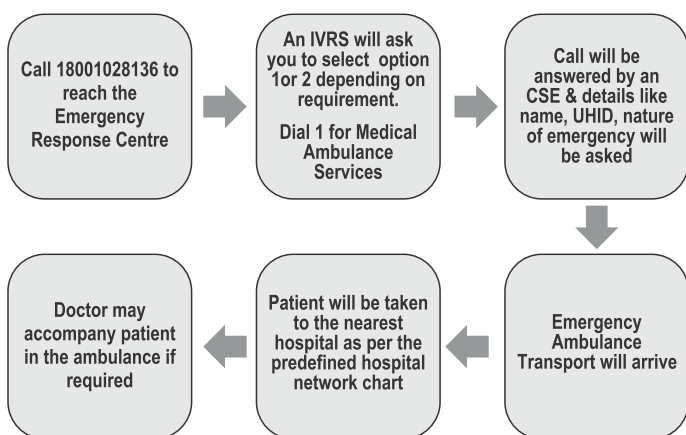 Call 18001028136 to
reach the
Emergency
Response Centre
An IVRS will ask
you to select option
1or 2 depending on
requirement.
Dial 1 for Medical
Ambulance
Services
Call will be
answered by an
CSE & details like
name, UHID, nature
of emergency will
be asked
Emergency
Ambulance
Transport will arrive
Patient will be taken
to the nearest
hospital as per the
predefined hospital
network chart
Doctor may
accompany patient
in the ambulance if
required